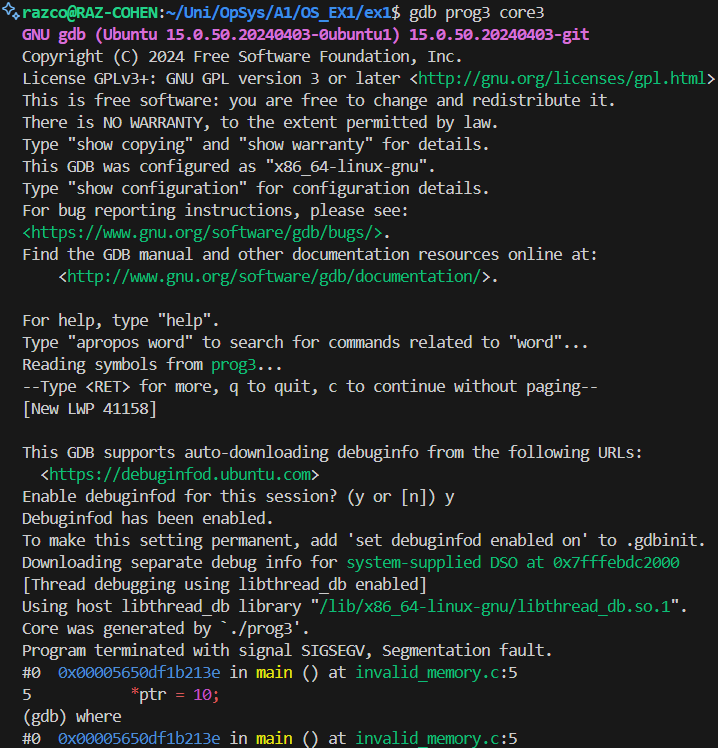 razco@RAZ-COHEN:~/Uni/OpSys/A1/OS_EX1/ex1$ gdb prog3 core3
GNU gdb (Ubuntu 15.0.50.20240403-0ubuntu1) 15.0.50.20240403-git
Copyright (C) 2024 Free Software Foundation, Inc.
License GPLv3+: GNU GPL version 3 or later <http://gnu.org/licenses/gpl.html>
This is free software: you are free to change and redistribute it.
There is NO WARRANTY, to the extent permitted by law.
Type "show copying" and "show warranty" for details.
This GDB was configured as "x86_64-linux-gnu".
Type "show configuration" for configuration details.
For bug reporting instructions, please see:
<https://www.gnu.org/software/gdb/bugs/>.
Find the GDB manual and other documentation resources online at:
    <http://www.gnu.org/software/gdb/documentation/>.

For help, type "help".
Type "apropos word" to search for commands related to "word"...
Reading symbols from prog3...
--Type <RET> for more, q to quit, c to continue without paging--
[New LWP 41158]

This GDB supports auto-downloading debuginfo from the following URLs:
  <https://debuginfod.ubuntu.com>
Enable debuginfod for this session? (y or [n]) y
Debuginfod has been enabled.
To make this setting permanent, add 'set debuginfod enabled on' to .gdbinit.
Downloading separate debug info for system-supplied DSO at 0x7fffebdc2000
[Thread debugging using libthread_db enabled]
Using host libthread_db library "/lib/x86_64-linux-gnu/libthread_db.so.1".
Core was generated by `./prog3'.
Program terminated with signal SIGSEGV, Segmentation fault.
#0  0x00005650df1b213e in main () at invalid_memory.c:5
5           *ptr = 10;
(gdb) where
#0  0x00005650df1b213e in main () at invalid_memory.c:5